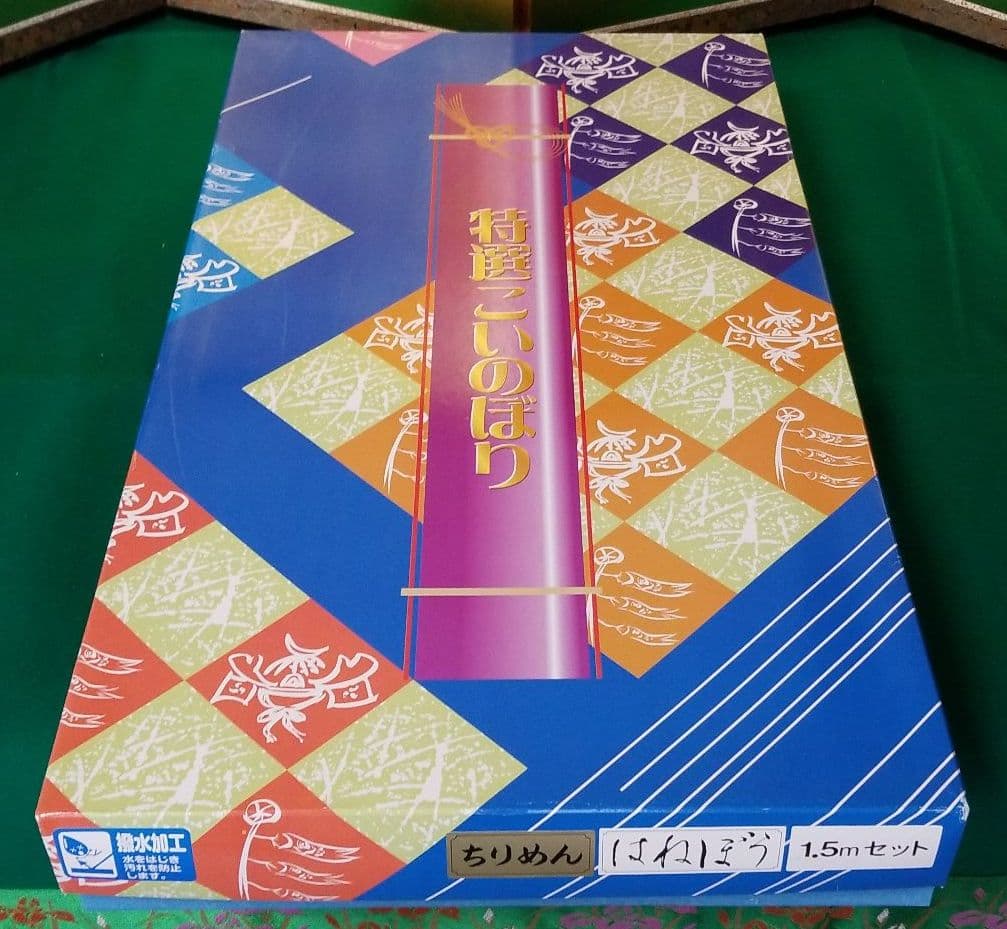 特選こいのぼり
撥水加工
水をはじき
汚れを防止
します。
ちりめん
はねぼう
1.5mセット